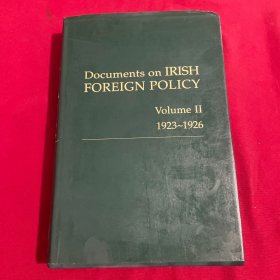 Documents on IRISH
FOREIGN POLICY
Volume II
1923~1926